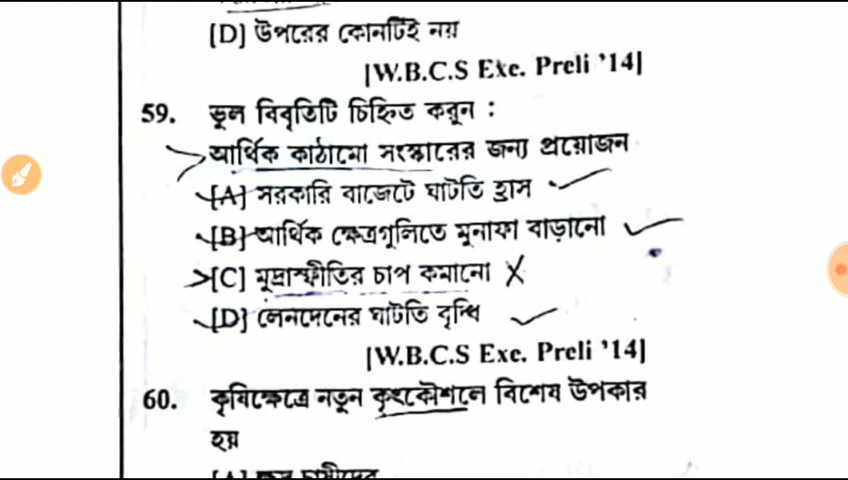 [D] উপরের কোনটিই নয়
[W.B.C.S Exe. Preli ’14]
59. ভুল বিবৃতিটি চিহ্নিত করুন :
আর্থিক কাঠামো সংস্কারের জন্য প্রয়োজন
[A] সরকারি বাজেটে ঘাটতি হ্রাস
[B] আর্থিক ক্ষেত্রগুলিতে মুনাফা বাড়ানো
[C] মুদ্রাস্ফীতির চাপ কমানো
[D] লেনদেনের ঘাটতি বৃদ্ধি
[W.B.C.S Exe. Preli ’14]
60. কৃষিক্ষেত্রে নতুন কৃৎকৌশলে বিশেষ উপকার
হয়
[A] চাষীদের